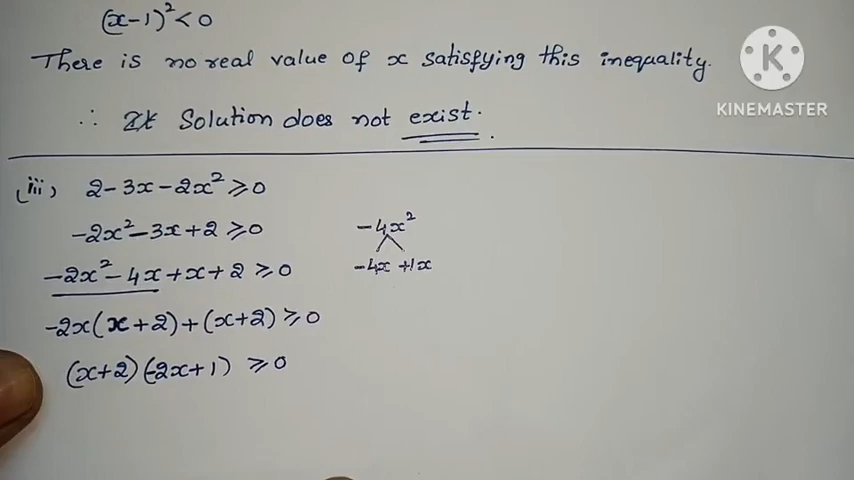 (x-1)² < 0
There is no real value of x satisfying this inequality.
∴ Solution does not exist.
KINEMASTER
(iii) 2 - 3x - 2x² ≥ 0
-2x² - 3x + 2 ≥ 0
-4x²
-2x² - 4x + x + 2 ≥ 0
-4x +1x
-2x(x+2) + (x+2) ≥ 0
(x+2)(-2x+1) ≥ 0